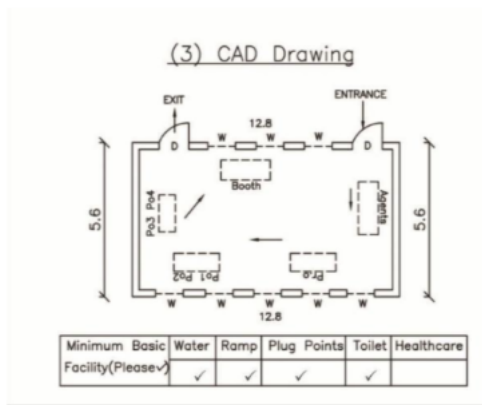 (3) CAD Drawing
EXIT
ENTRANCE
12.8
W W W
D D
Booth
Po3 Po4
Agents
5.6
5.6
Po2 Po1
Pro
W W W W W
12.8
Minimum Basic Facility(Please✓) Water Ramp Plug Points Toilet Healthcare
✓ ✓ ✓ ✓